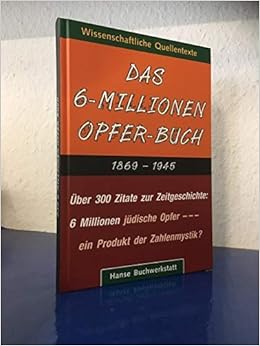 Wissenschaftliche Quellentexte
DAS
6-MILLIONEN
OPFER-BUCH
1869 – 1945
Über 300 Zitate zur Zeitgeschichte:
6 Millionen jüdische Opfer – – –
ein Produkt der Zahlenmystik?
Hanse Buchwerkstatt